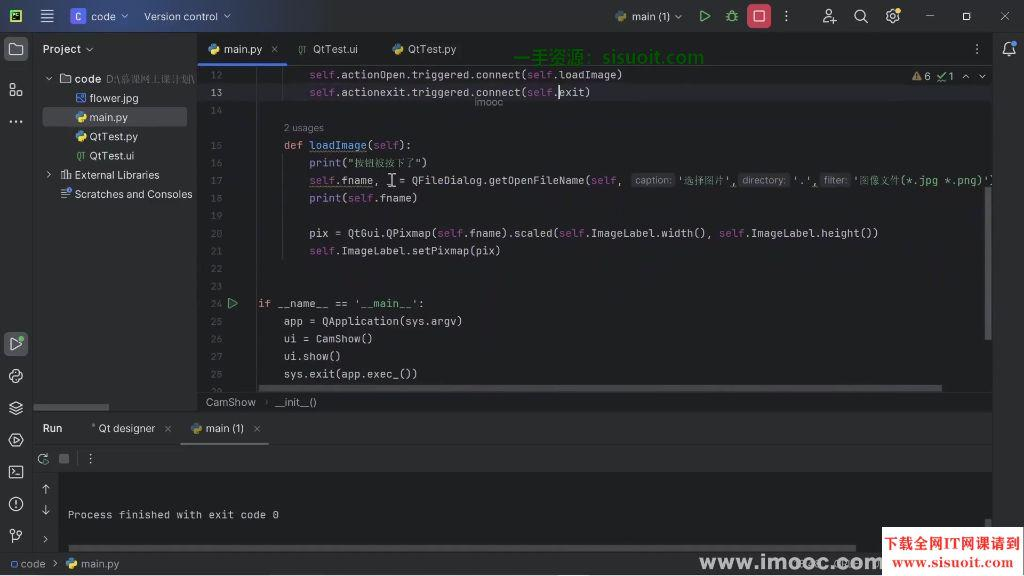 code
Version control
main (1)
Project
main.py
QtTest.ui
QtTest.py
一手资源：sisuoit.com
code
flower.jpg
main.py
QtTest.py
QtTest.ui
External Libraries
Scratches and Consoles
6 1
12 self.actionOpen.triggered.connect(self.loadImage)
13 self.actionexit.triggered.connect(self.exit)
imooc
14
2 usages
15 def loadImage(self):
16 print("按钮被按下了")
17 self.fname, _ = QFileDialog.getOpenFileName(self, caption: '选择图片', directory: '.', filter: '图像文件(*.jpg *.png)')
18 print(self.fname)
19
20 pix = QtGui.QPixmap(self.fname).scaled(self.ImageLabel.width(), self.ImageLabel.height())
21 self.ImageLabel.setPixmap(pix)
22
23
24 if __name__ == '__main__':
25 app = QApplication(sys.argv)
26 ui = CamShow()
27 ui.show()
28 sys.exit(app.exec_())
29
CamShow › __init__()
Run
* Qt designer
main (1)
Process finished with exit code 0
code › main.py
www.imooc.com
下载全网IT网课请到
www.sisuoit.com